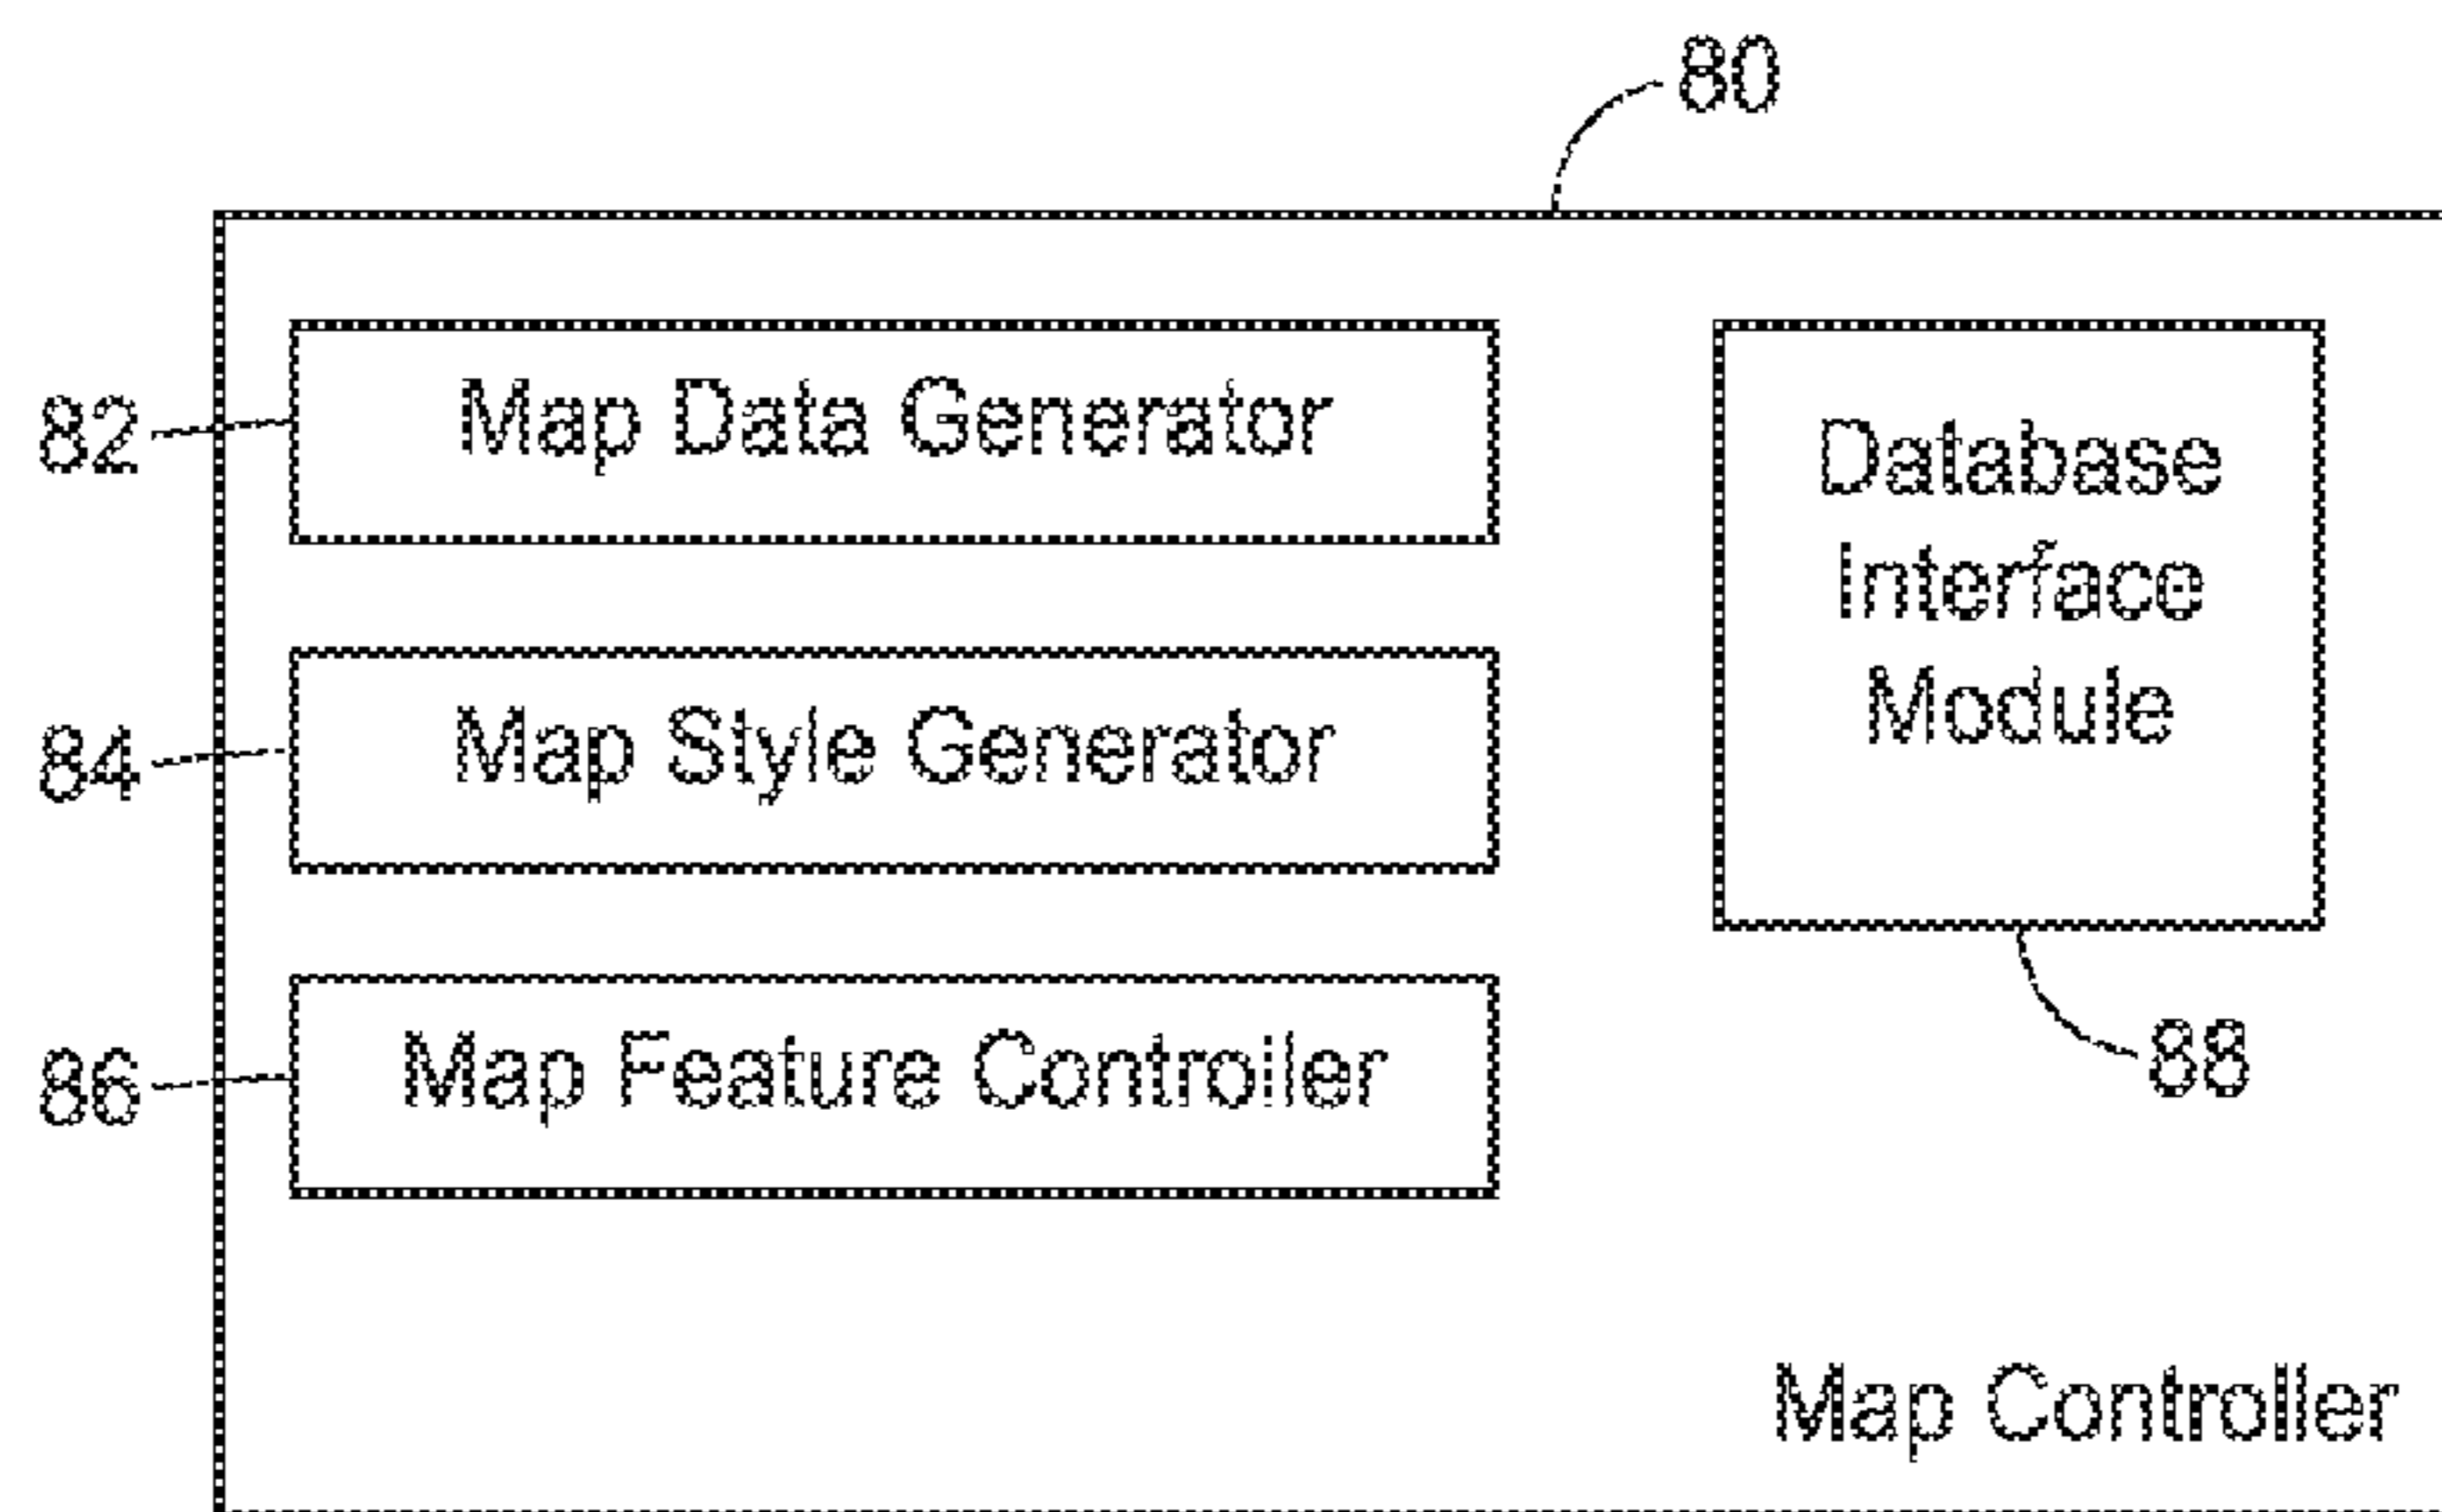 80
82
Map Data Generator
Database
Interface
Module
84
Map Style Generator
86
Map Feature Controller
88
Map Controller